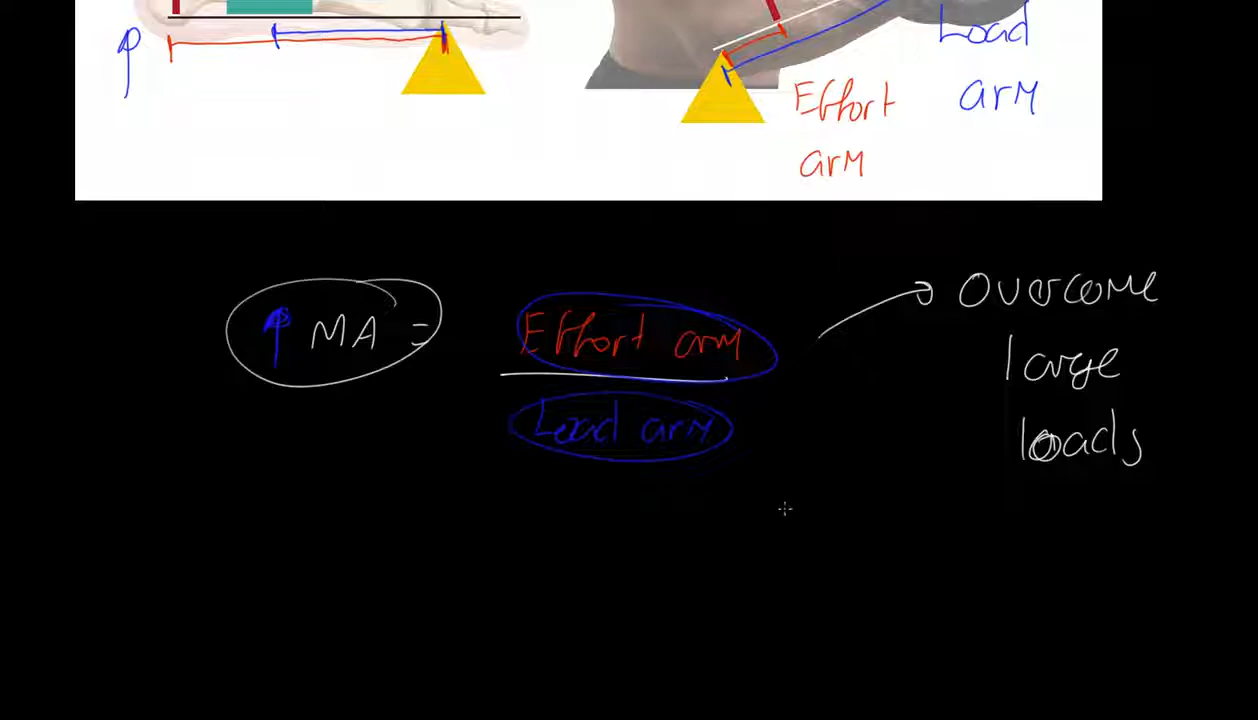 Load
arm
Effort
arm
MA = Effort arm
Load arm
Overcome
large
loads